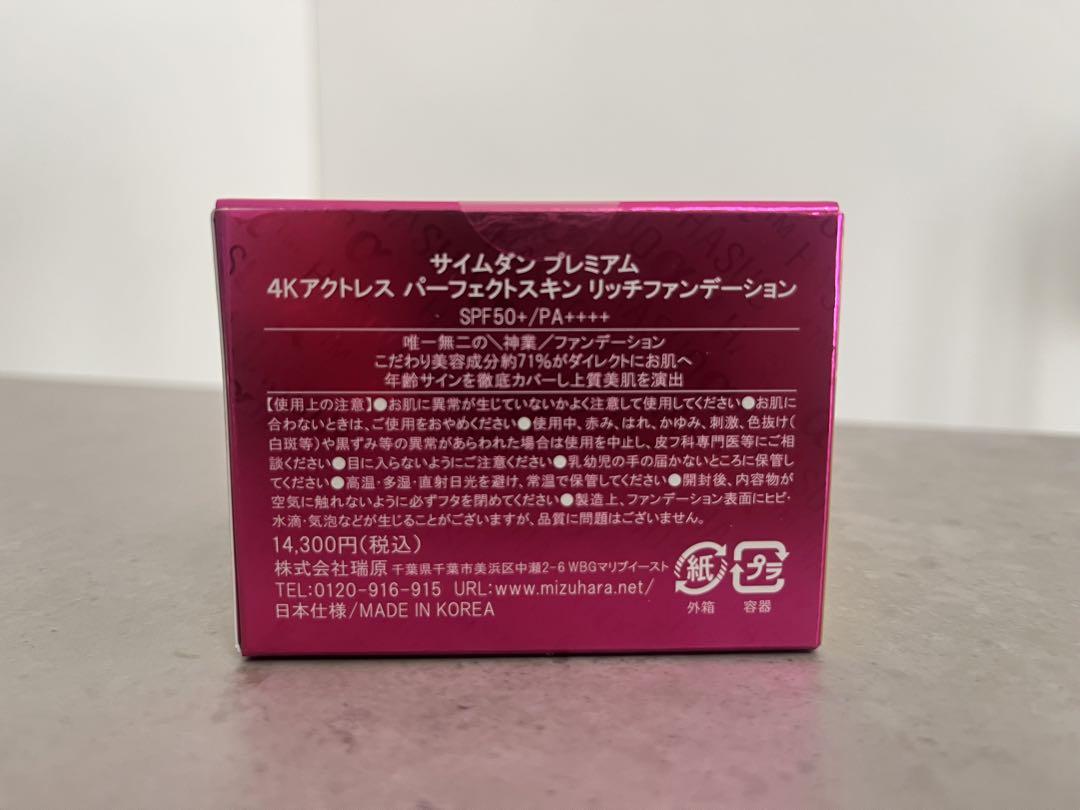 サイムダン プレミアム
4Kアクトレス パーフェクトスキン リッチファンデーション
SPF50+/PA++++
唯一無二の＼神業／ファンデーション
こだわり美容成分約71%がダイレクトにお肌へ
年齢サインを徹底カバーし上質美肌を演出
【使用上の注意】●お肌に異常が生じていないかよく注意して使用してください●お肌に
合わないときは、ご使用をおやめください●使用中、赤み、はれ、かゆみ、刺激、色抜け(
白斑等)や黒ずみ等の異常があらわれた場合は使用を中止し、皮フ科専門医等にご相
談ください●目に入らないようにご注意ください●乳幼児の手の届かないところに保管し
てください●高温・多湿・直射日光を避け、常温で保管してください●開封後、内容物が
空気に触れないように必ずフタを閉めてください●製造上、ファンデーション表面にヒビ・
水滴・気泡などが生じることがございますが、品質に問題はございません。
14,300円(税込)
株式会社瑞原 千葉県千葉市美浜区中瀬2-6 WBGマリブイースト
TEL:0120-916-915 URL:www.mizuhara.net/
日本仕様/MADE IN KOREA
紙 プラ
外箱 容器